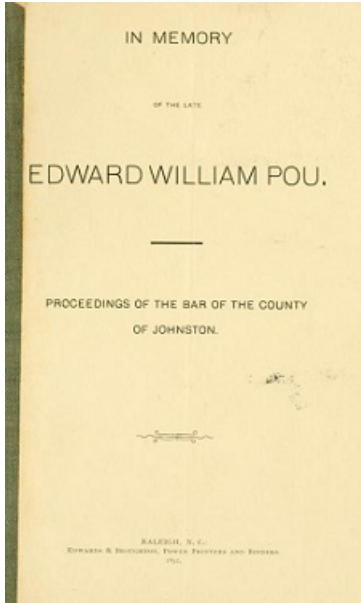 IN MEMORY
OF THE LATE
EDWARD WILLIAM POU.
PROCEEDINGS OF THE BAR OF THE COUNTY
OF JOHNSTON.
RALEIGH, N. C.:
EDWARDS & BROUGHTON, POWER PRINTERS AND BINDERS.